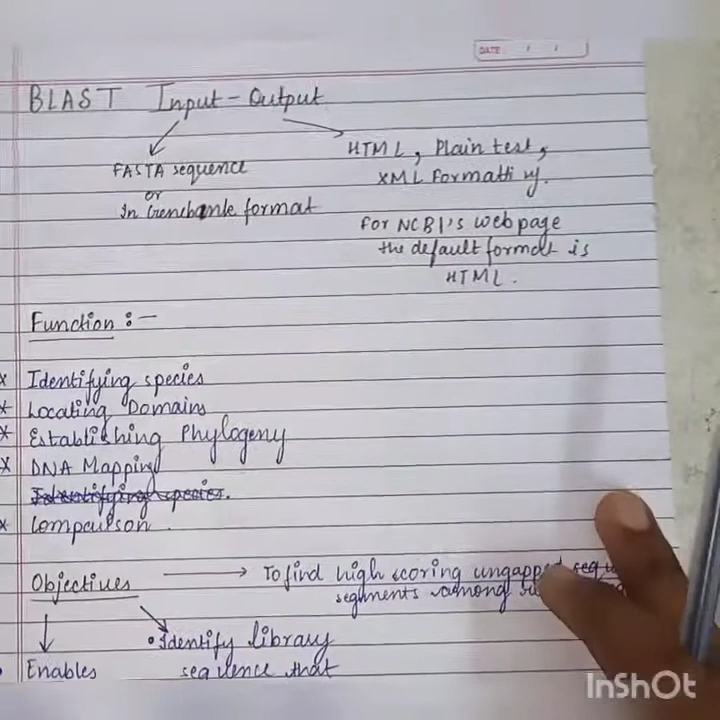 DATE: / /
BLAST Input - Output
FASTA sequence
or
In Genebank format
HTML, Plain test,
XML Formatting.
For NCBI's webpage
the default format is
HTML.
Function :-
* Identifying species
* Locating Domains
* Establishing Phylogeny
* DNA Mapping
Identifying species.
* Comparison.
Objectives → To find high scoring ungapped
segments among
• Identify library
sequence that
• Enables
InShOt